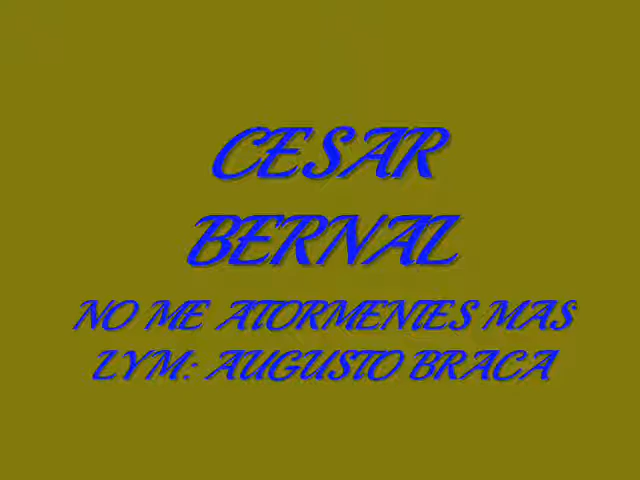 CESAR
BERNAL
NO ME ATORMENTES MAS
LYM: AUGUSTO BRACA